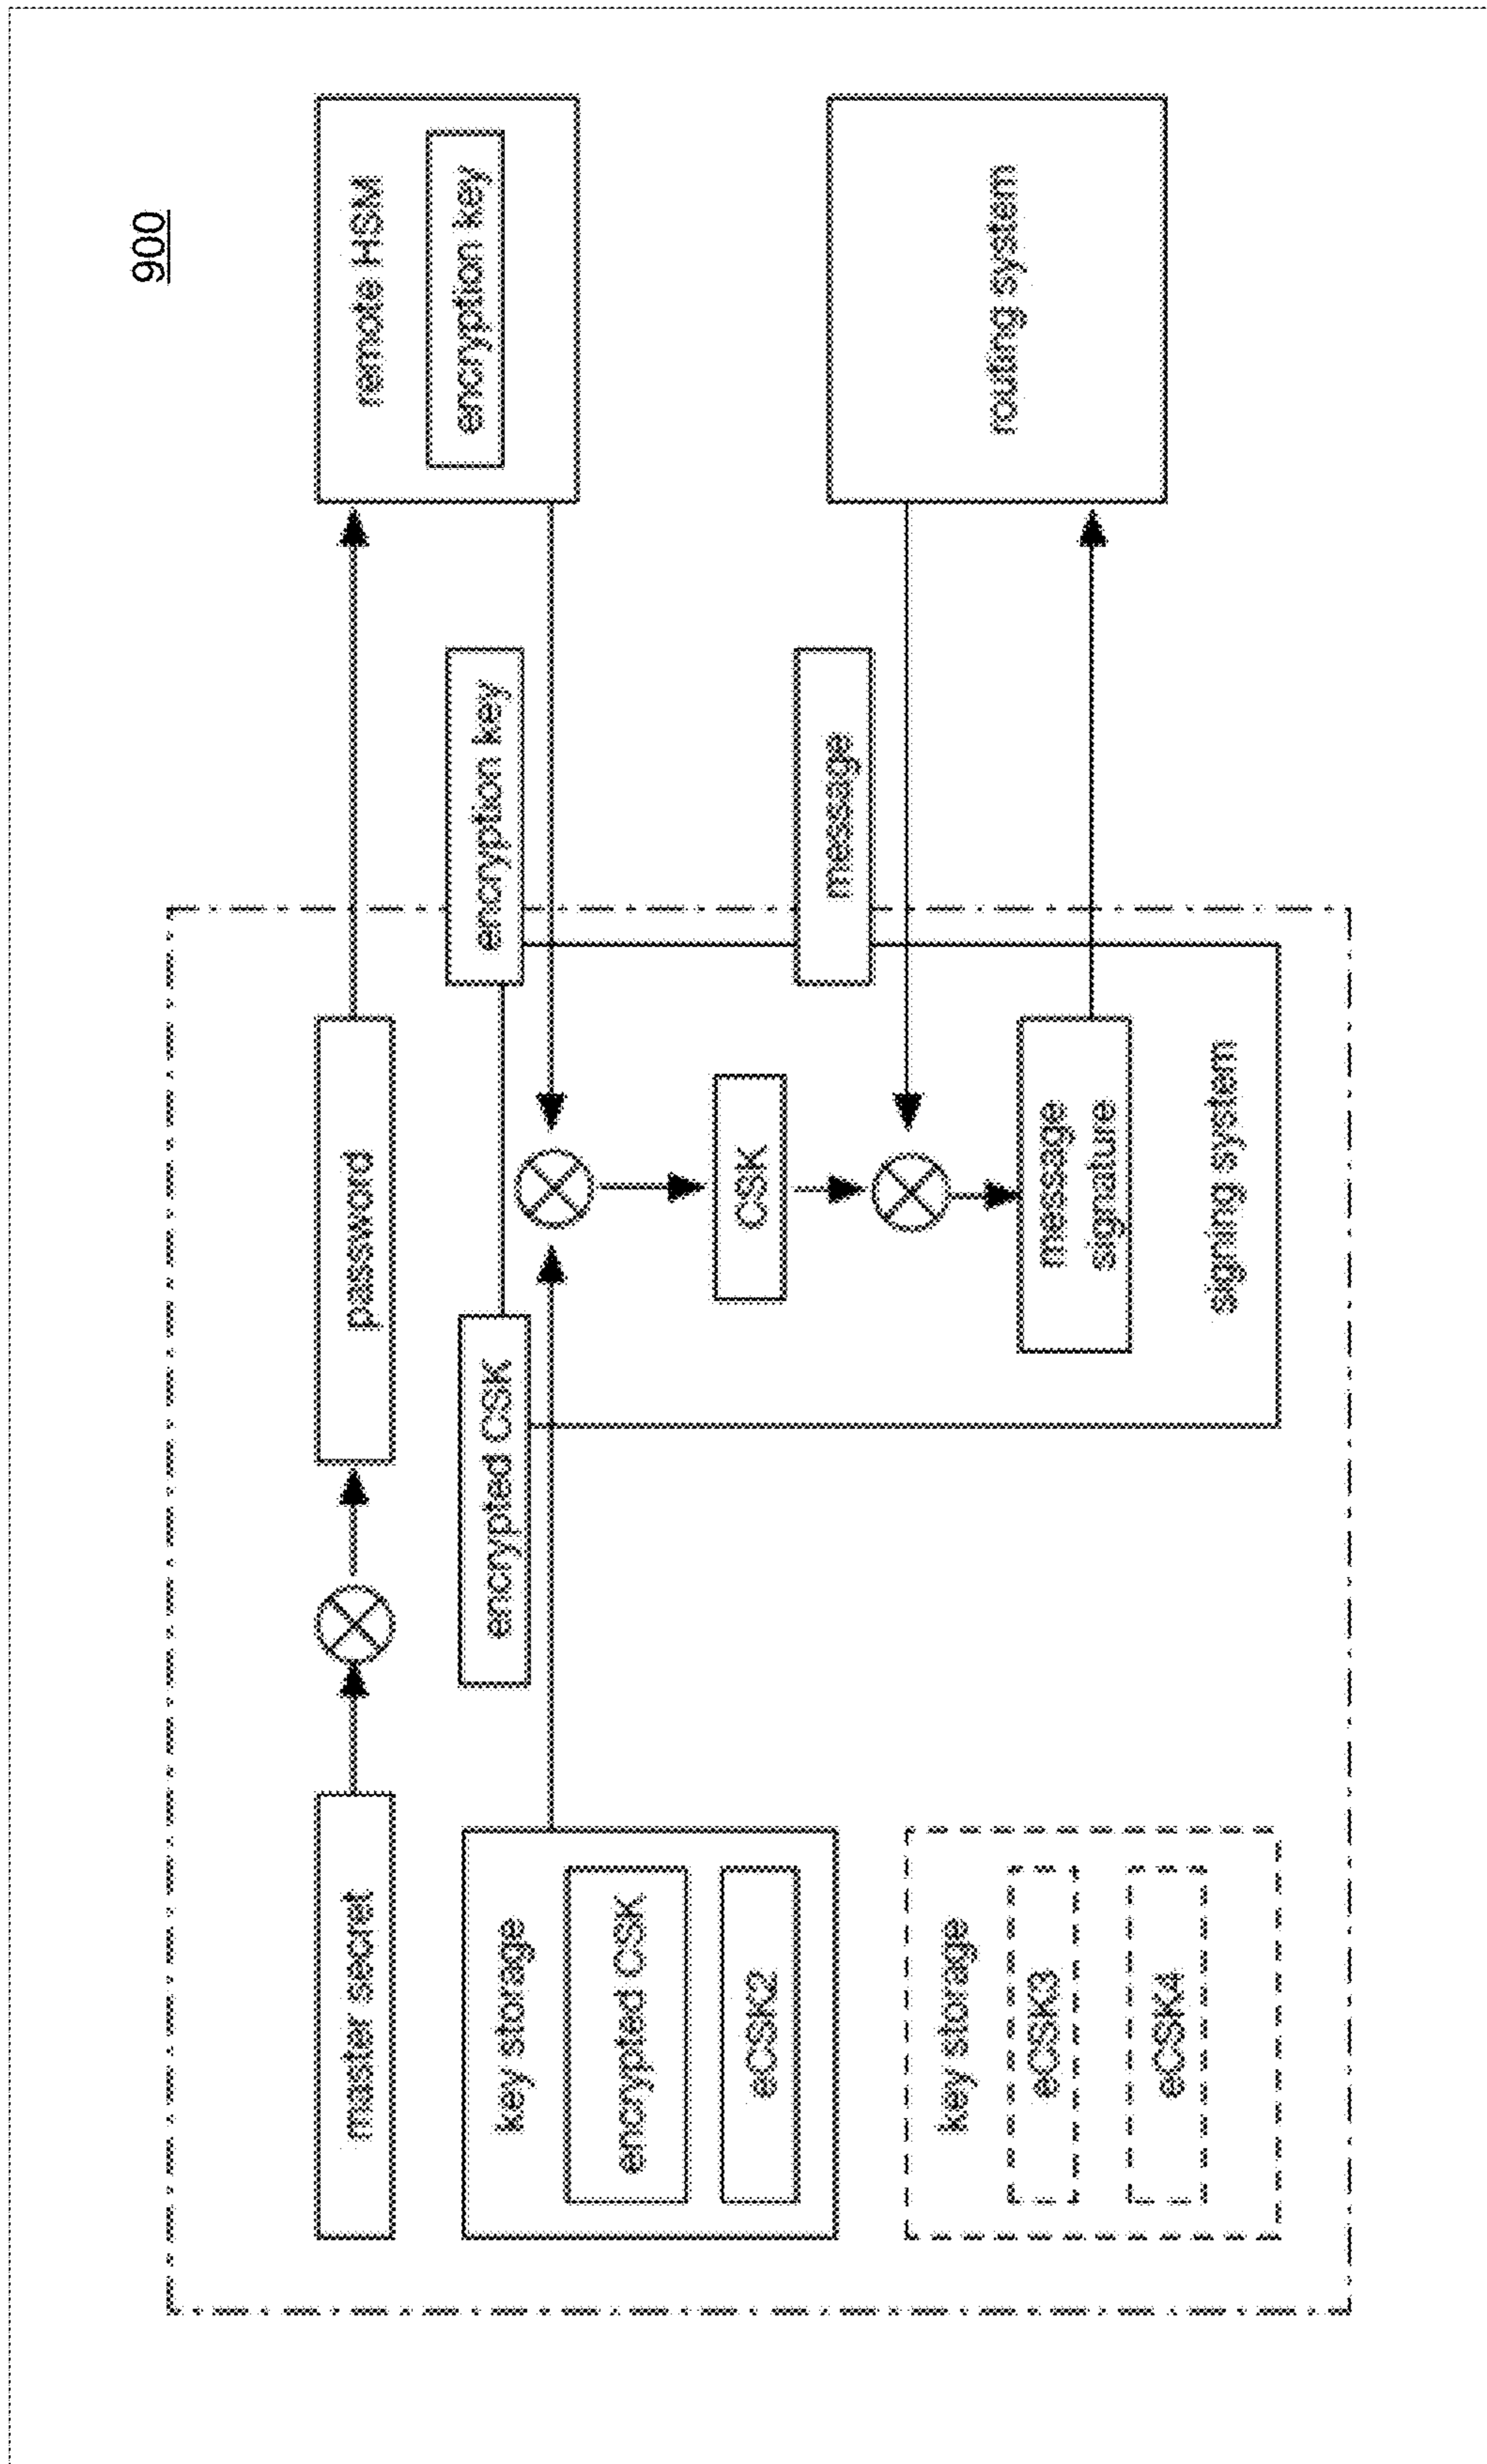 900
master secret
password
remote HSM
encryption key
encryption key
encrypted CSK
key storage
encrypted CSK
eCSK2
CSK
message
routing system
key storage
eCSK3
eCSK4
message
signature
signing system